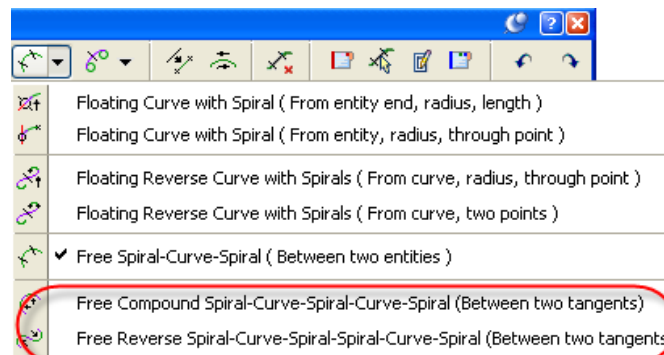 Floating Curve with Spiral ( From entity end, radius, length )
Floating Curve with Spiral ( From entity, radius, through point )
Floating Reverse Curve with Spirals ( From curve, radius, through point )
Floating Reverse Curve with Spirals ( From curve, two points )
Free Spiral-Curve-Spiral ( Between two entities )
Free Compound Spiral-Curve-Spiral-Curve-Spiral (Between two tangents)
Free Reverse Spiral-Curve-Spiral-Spiral-Curve-Spiral (Between two tangents